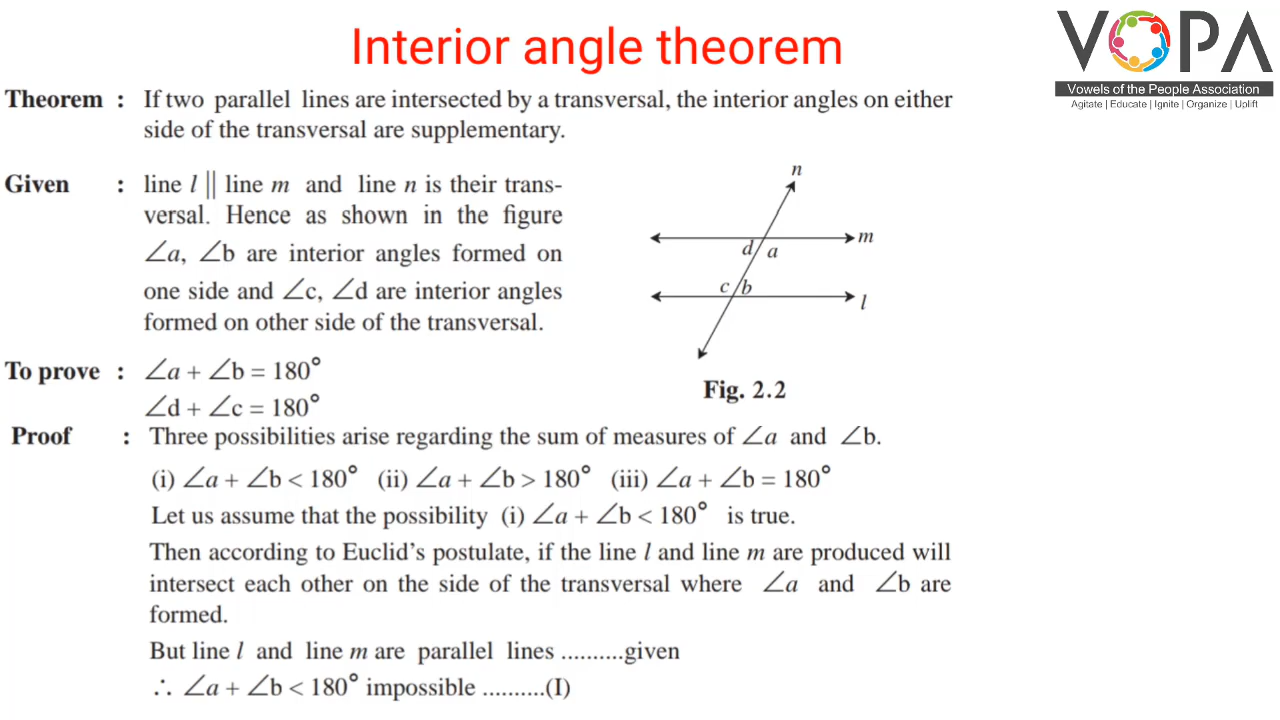 Interior angle theorem
VOPA
Vowels of the People Association
Agitate | Educate | Ignite | Organize | Uplift
Theorem : If two parallel lines are intersected by a transversal, the interior angles on either
side of the transversal are supplementary.
Given : line l || line m and line n is their trans-
versal. Hence as shown in the figure
∠a, ∠b are interior angles formed on
one side and ∠c, ∠d are interior angles
formed on other side of the transversal.
n
m
d a
c b
l
Fig. 2.2
To prove : ∠a + ∠b = 180°
∠d + ∠c = 180°
Proof : Three possibilities arise regarding the sum of measures of ∠a and ∠b.
(i) ∠a + ∠b < 180° (ii) ∠a + ∠b > 180° (iii) ∠a + ∠b = 180°
Let us assume that the possibility (i) ∠a + ∠b < 180° is true.
Then according to Euclid's postulate, if the line l and line m are produced will
intersect each other on the side of the transversal where ∠a and ∠b are
formed.
But line l and line m are parallel lines ..........given
∴ ∠a + ∠b < 180° impossible ..........(I)